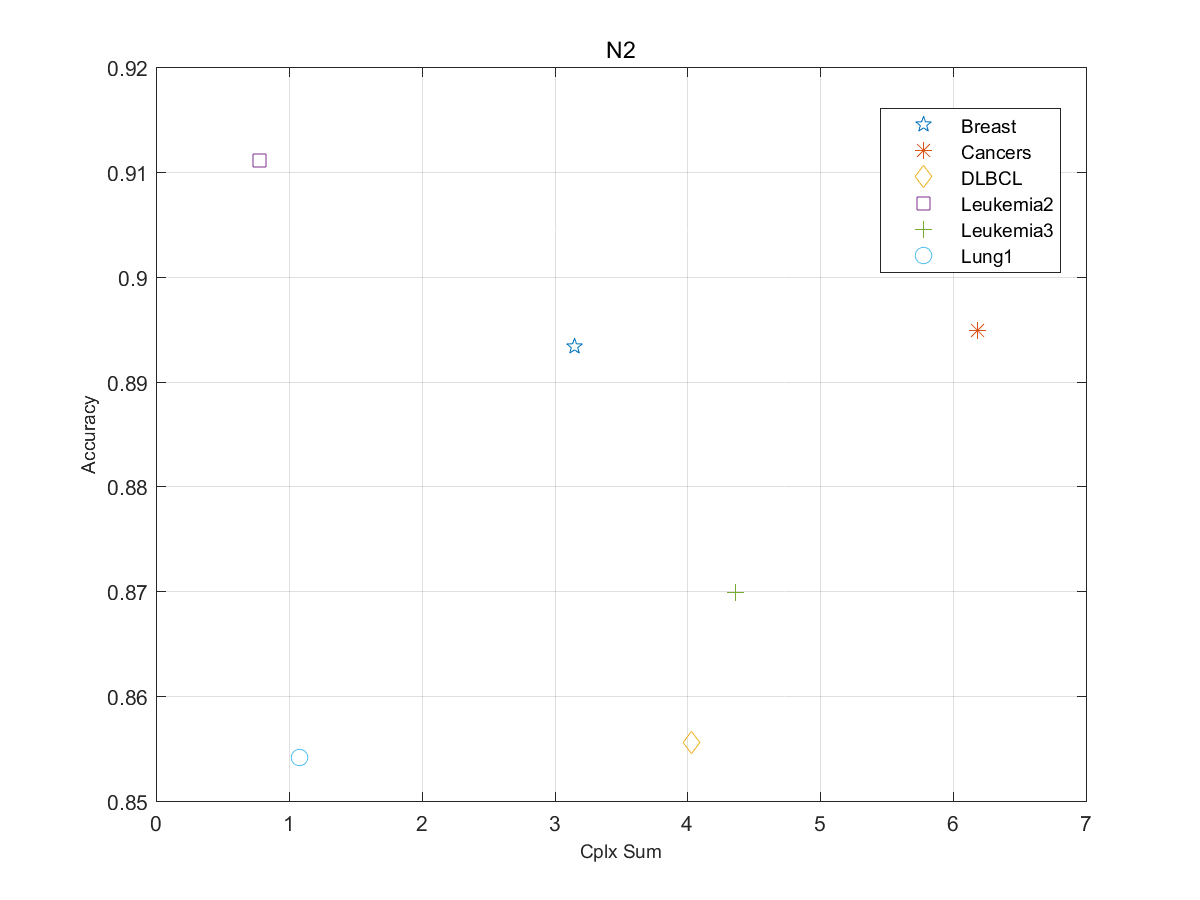 N2
0.92
0.91
0.9
0.89
0.88
0.87
0.86
0.85
Accuracy
Breast
Cancers
DLBCL
Leukemia2
Leukemia3
Lung1
0 1 2 3 4 5 6 7
Cplx Sum